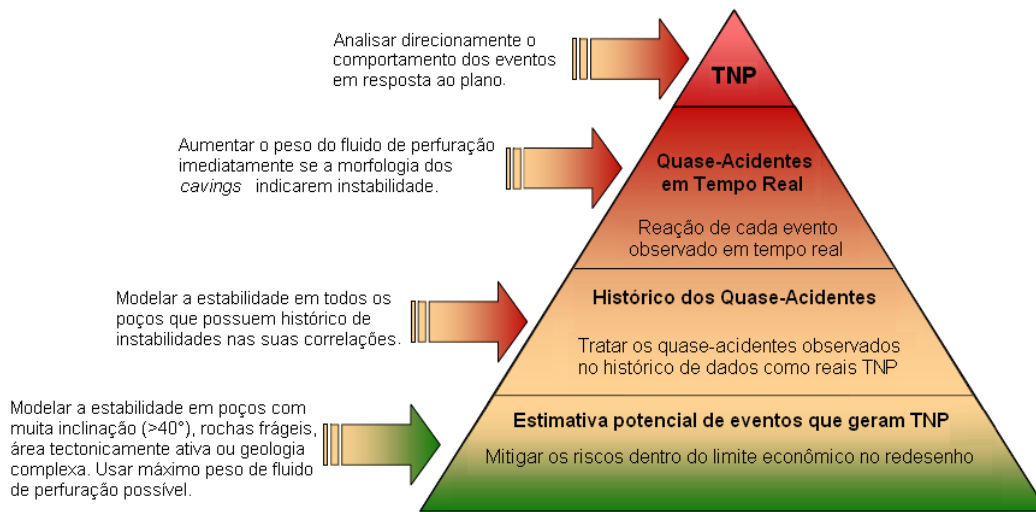 Analisar direcionamente o
comportamento dos eventos
em resposta ao plano.
TNP
Aumentar o peso do fluido de perfuração
imediatamente se a morfologia dos
cavings indicarem instabilidade.
Quase-Acidentes
em Tempo Real
Reação de cada evento
observado em tempo real
Modelar a estabilidade em todos os
poços que possuem histórico de
instabilidades nas suas correlações.
Histórico dos Quase-Acidentes
Tratar os quase-acidentes observados
no histórico de dados como reais TNP
Modelar a estabilidade em poços com
muita inclinação (>40°), rochas frágeis,
área tectonicamente ativa ou geologia
complexa. Usar máximo peso de fluido
de perfuração possível.
Estimativa potencial de eventos que geram TNP
Mitigar os riscos dentro do limite econômico no redesenho